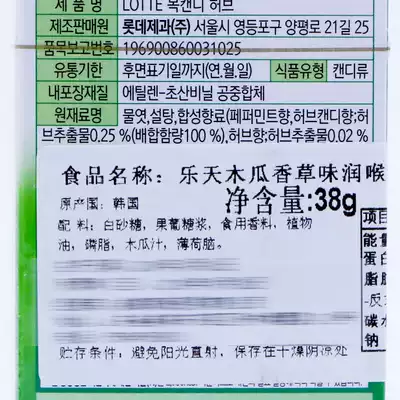 제 품 명 LOTTE 목캔디 허브
제조판매원 롯데제과(주) 서울시 영등포구 양평로 21길 25
품목보고번호 196900860031025
유통기한 후면표기일까지(연.월.일) 식품유형 캔디류
내포장재질 에틸렌-초산비닐 공중합체
원재료명 물엿,설탕,합성향료(페퍼민트향,허브캔디향;허
브추출물0.25 %(배합함량100 %),허브향;허브추출물0.02 %
食品名称：乐天木瓜香草味润喉
净含量:38g
原产国：韩国
配 料：白砂糖，果葡糖浆，食用香料，植物
油，磷脂，木瓜汁，薄荷脑。
贮存条件：避免阳光直射，保存在干燥阴凉处
项目
能量
蛋白
脂肪
-反
碳水
钠